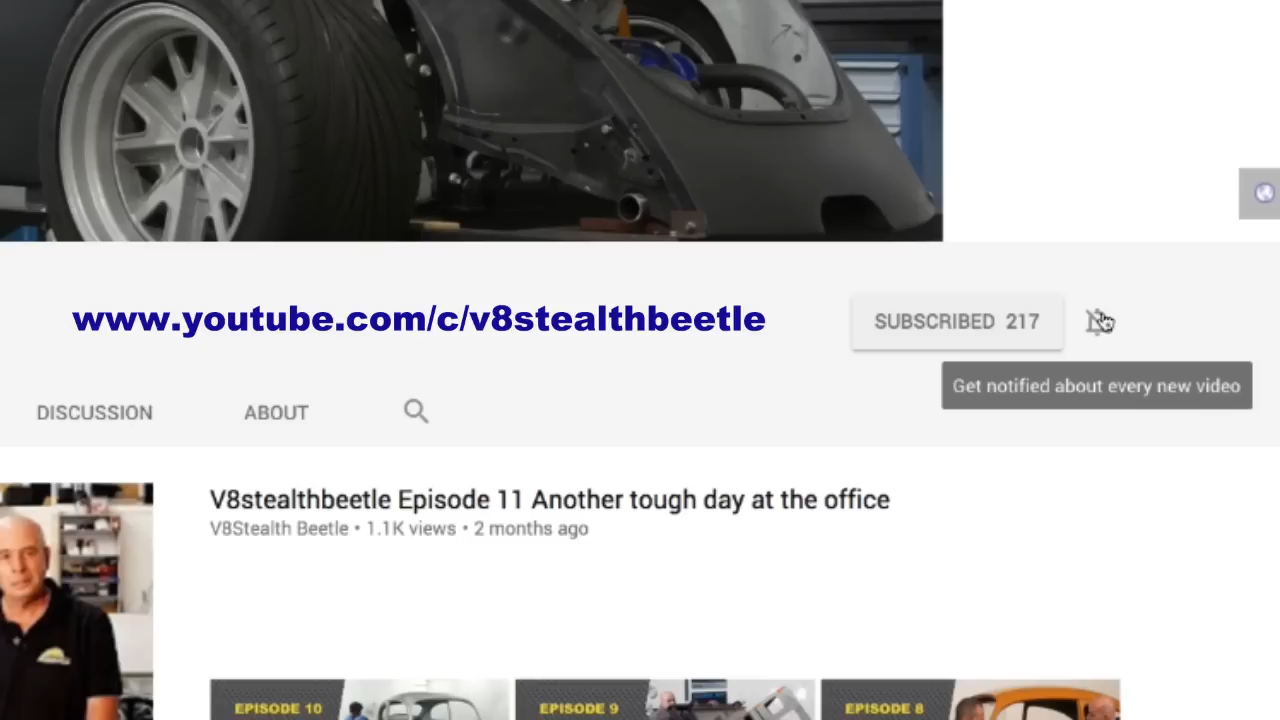 www.youtube.com/c/v8stealthbeetle
SUBSCRIBED 217
Get notified about every new video
DISCUSSION ABOUT
V8stealthbeetle Episode 11 Another tough day at the office
V8Stealth Beetle • 1.1K views • 2 months ago
EPISODE 10 EPISODE 9 EPISODE 8